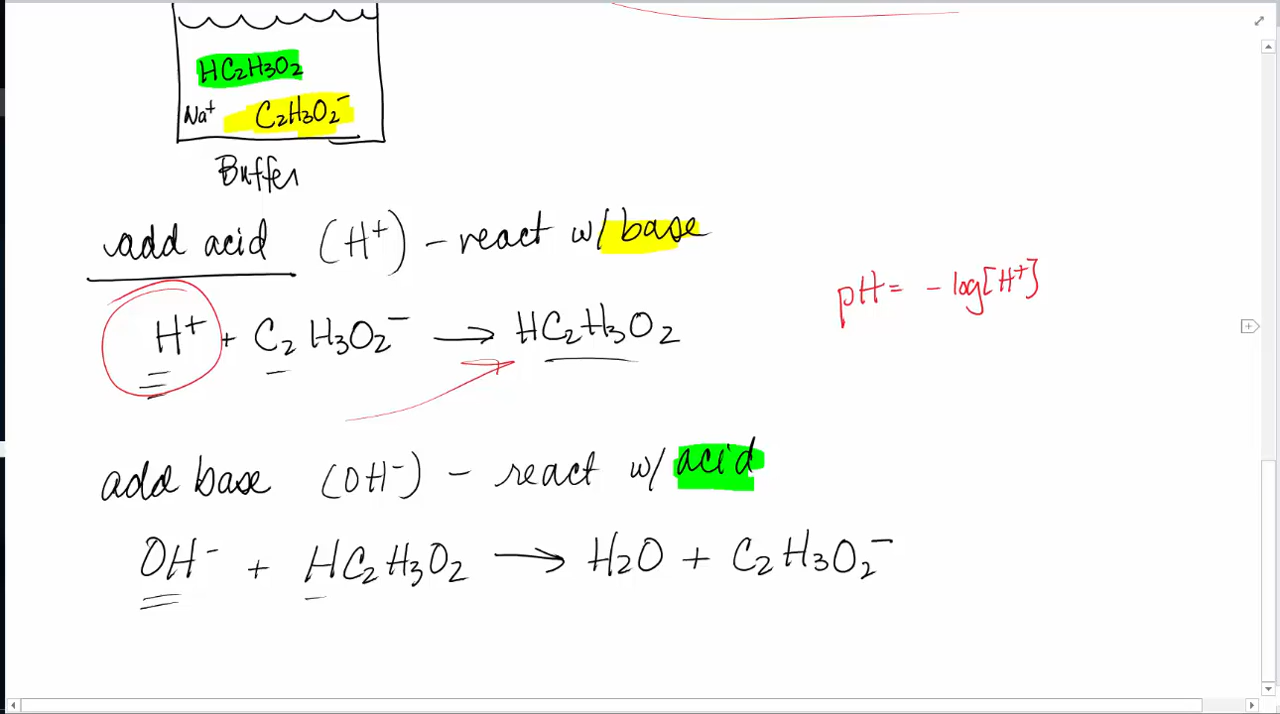 HC₂H₃O₂
Na⁺ C₂H₃O₂⁻
Buffer
add acid (H⁺) – react w/ base
pH = - log[H⁺]
H⁺ + C₂H₃O₂⁻ → HC₂H₃O₂
add base (OH⁻) – react w/ acid
OH⁻ + HC₂H₃O₂ → H₂O + C₂H₃O₂⁻